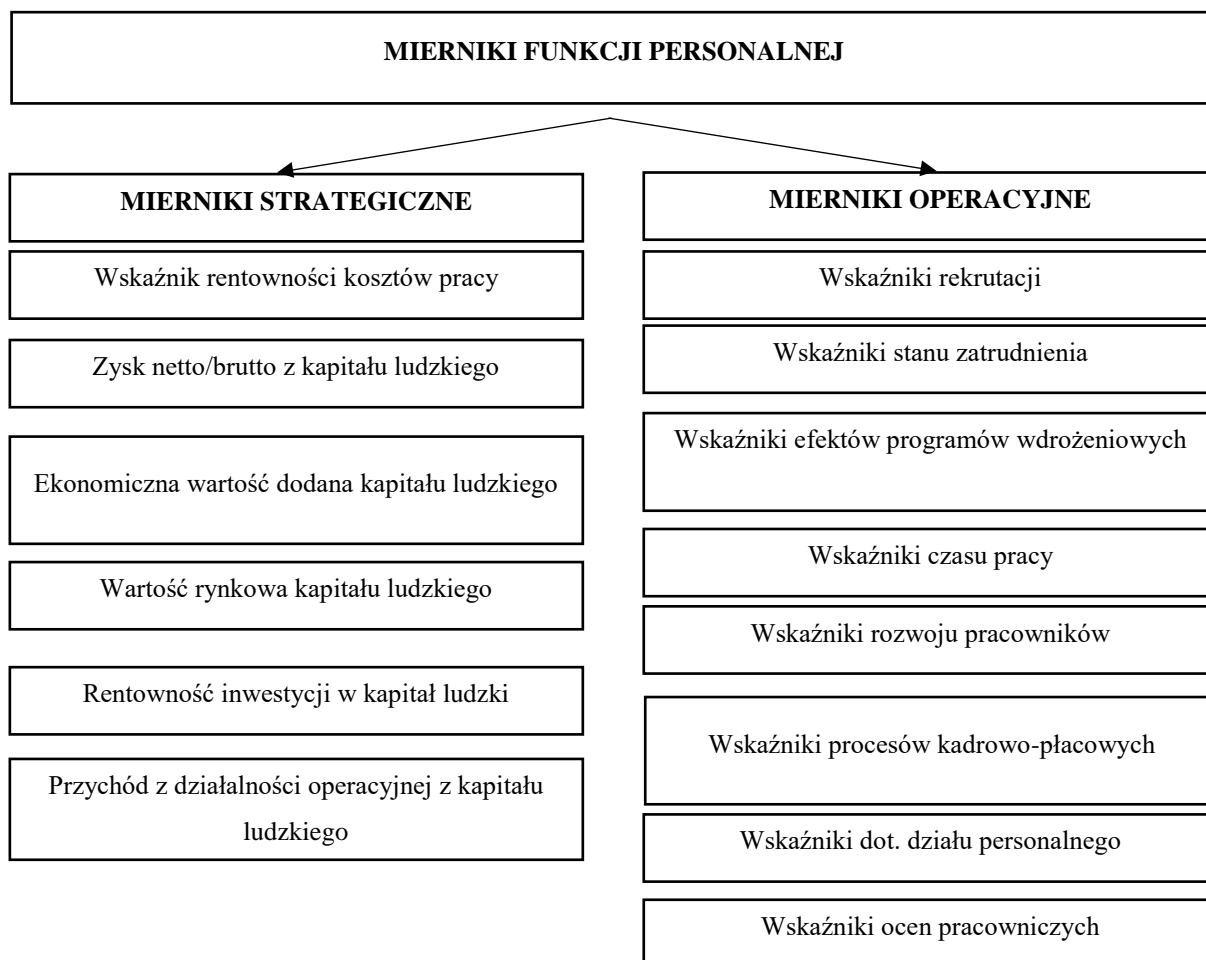 MIERNIKI FUNKCJI PERSONALNEJ
MIERNIKI STRATEGICZNE
Wskaźnik rentowności kosztów pracy
Zysk netto/brutto z kapitału ludzkiego
Ekonomiczna wartość dodana kapitału ludzkiego
Wartość rynkowa kapitału ludzkiego
Rentowność inwestycji w kapitał ludzki
Przychód z działalności operacyjnej z kapitału
ludzkiego
MIERNIKI OPERACYJNE
Wskaźniki rekrutacji
Wskaźniki stanu zatrudnienia
Wskaźniki efektów programów wdrożeniowych
Wskaźniki czasu pracy
Wskaźniki rozwoju pracowników
Wskaźniki procesów kadrowo-płacowych
Wskaźniki dot. działu personalnego
Wskaźniki ocen pracowniczych